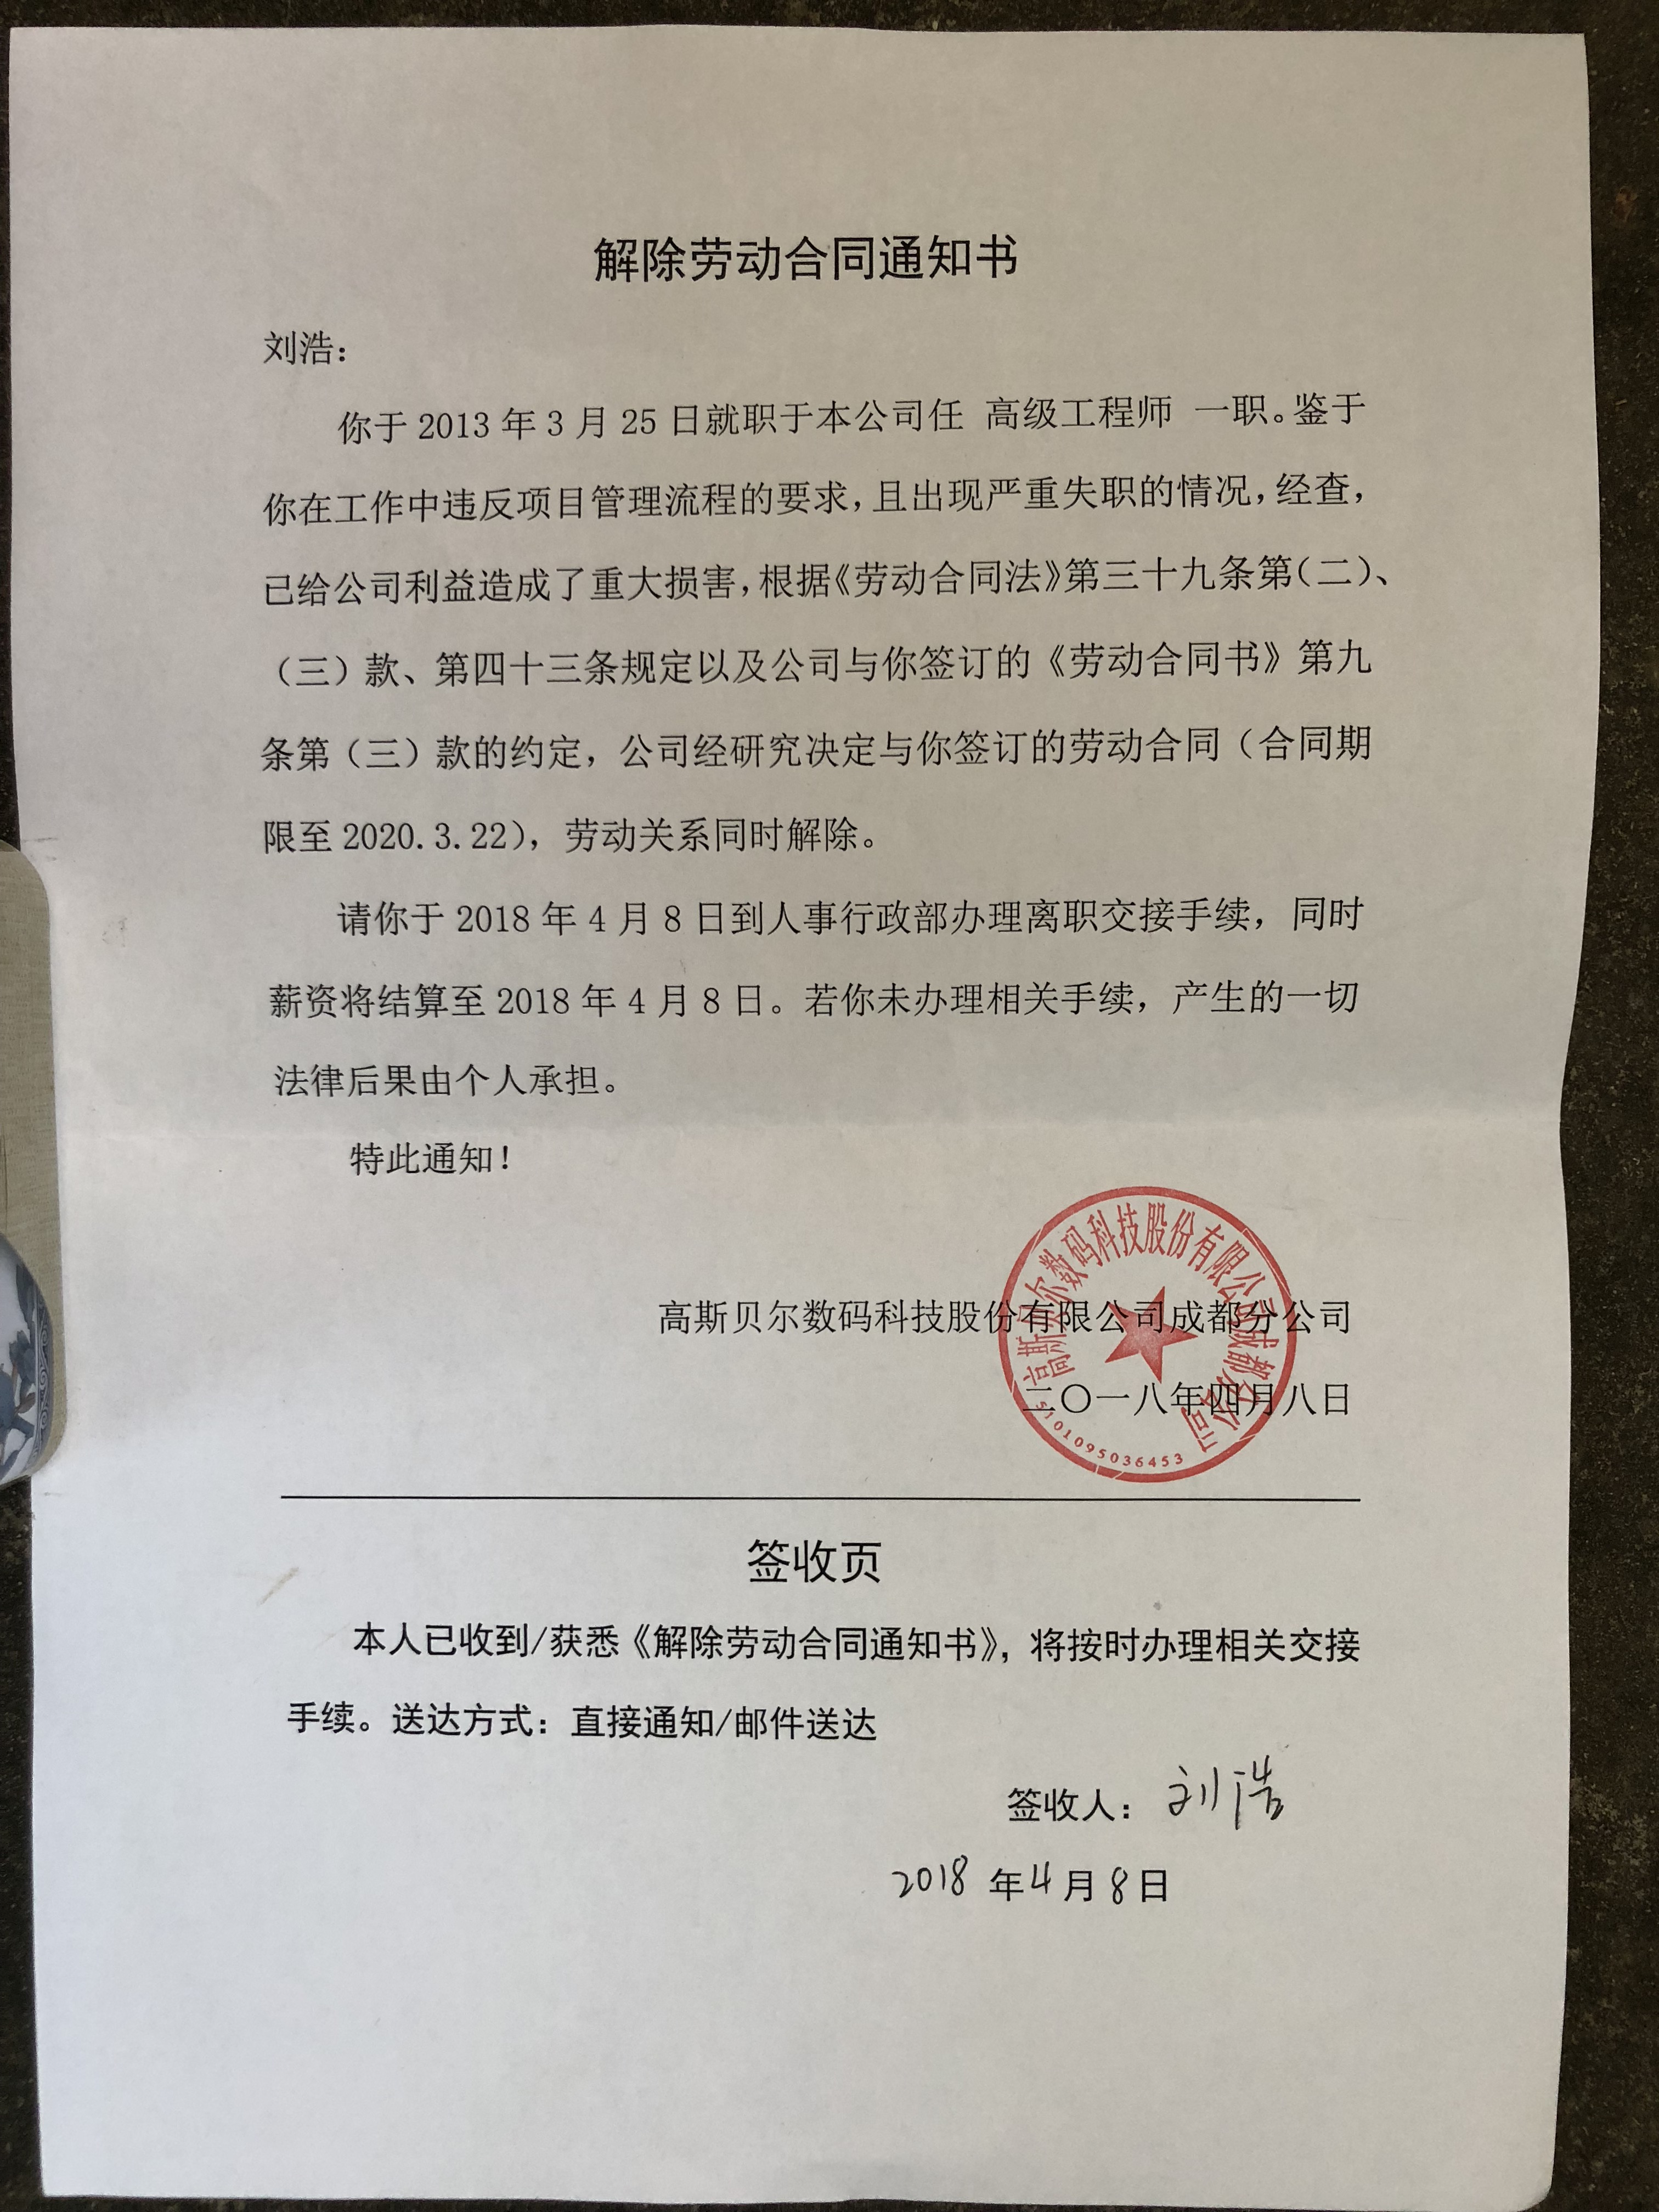 解除劳动合同通知书
刘浩：
你于 2013 年 3 月 25 日就职于本公司任 高级工程师 一职。鉴于
你在工作中违反项目管理流程的要求，且出现严重失职的情况，经查，
已给公司利益造成了重大损害，根据《劳动合同法》第三十九条第（二）、
（三）款、第四十三条规定以及公司与你签订的《劳动合同书》第九
条第（三）款的约定，公司经研究决定与你签订的劳动合同（合同期
限至 2020.3.22），劳动关系同时解除。
请你于 2018 年 4 月 8 日到人事行政部办理离职交接手续，同时
薪资将结算至 2018 年 4 月 8 日。若你未办理相关手续，产生的一切
法律后果由个人承担。
特此通知！
高斯贝尔数码科技股份有限公司成都分公司
二〇一八年四月八日
高斯贝尔数码科技股份有限公司成都分公司
5101095036453
签收页
本人已收到/获悉《解除劳动合同通知书》，将按时办理相关交接
手续。送达方式：直接通知/邮件送达
签收人：刘浩
2018 年 4 月 8 日